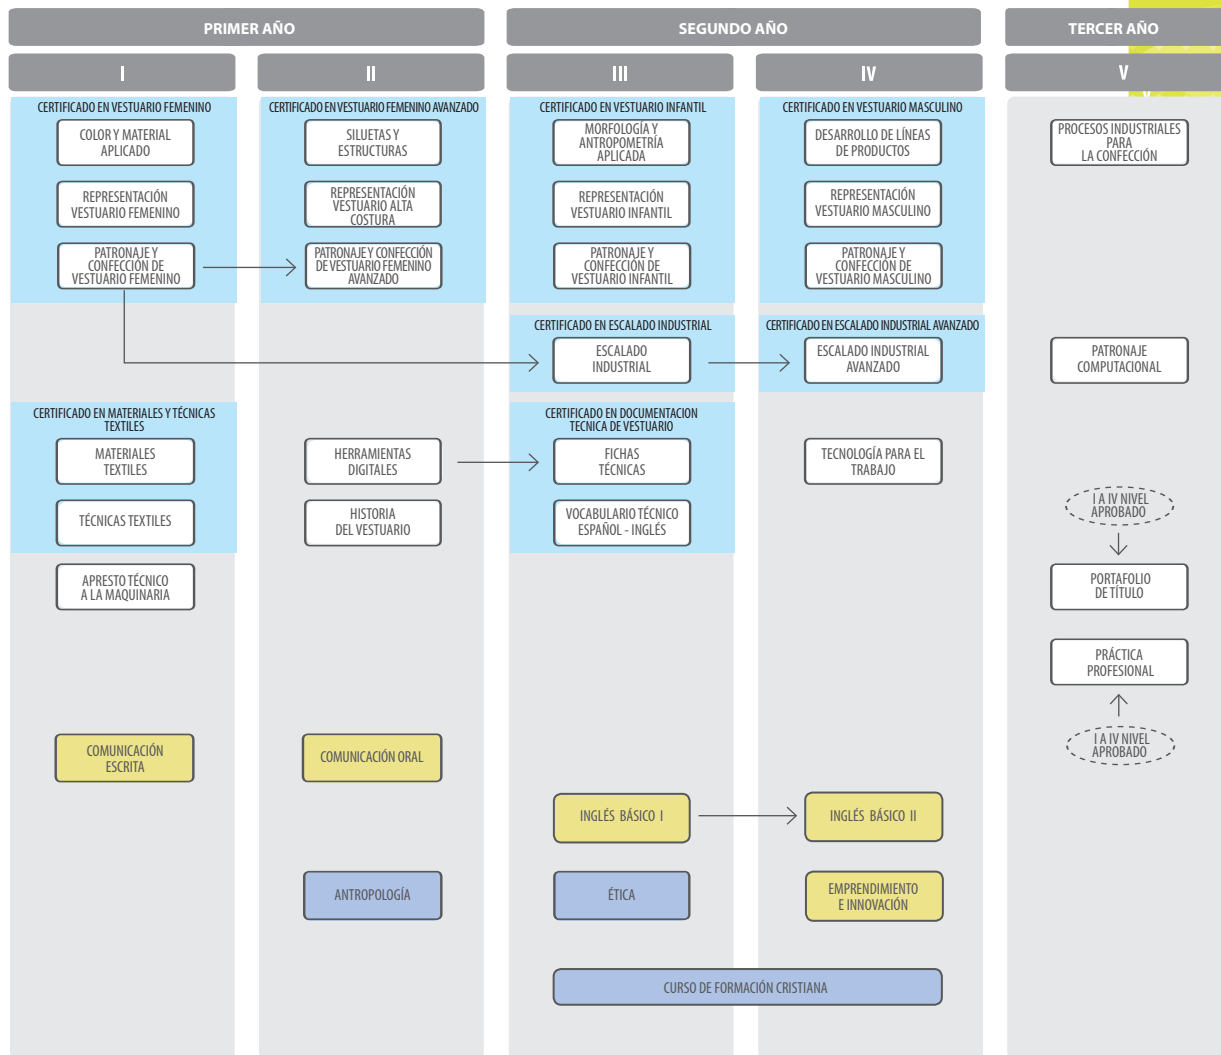 PRIMER AÑO
SEGUNDO AÑO
TERCER AÑO
I
II
III
IV
V
CERTIFICADO EN VESTUARIO FEMENINO
COLOR Y MATERIAL
APLICADO
REPRESENTACIÓN
VESTUARIO FEMENINO
PATRONAJE Y
CONFECCIÓN DE
VESTUARIO FEMENINO
CERTIFICADO EN MATERIALES Y TÉCNICAS
TEXTILES
MATERIALES
TEXTILES
TÉCNICAS TEXTILES
APRESTO TÉCNICO
A LA MAQUINARIA
COMUNICACIÓN
ESCRITA
CERTIFICADO EN VESTUARIO FEMENINO AVANZADO
SILUETAS Y
ESTRUCTURAS
REPRESENTACIÓN
VESTUARIO ALTA
COSTURA
PATRONAJE Y CONFECCIÓN
DE VESTUARIO FEMENINO
AVANZADO
HERRAMIENTAS
DIGITALES
HISTORIA
DEL VESTUARIO
COMUNICACIÓN ORAL
ANTROPOLOGÍA
CERTIFICADO EN VESTUARIO INFANTIL
MORFOLOGÍA Y
ANTROPOMETRÍA
APLICADA
REPRESENTACIÓN
VESTUARIO INFANTIL
PATRONAJE Y
CONFECCIÓN DE
VESTUARIO INFANTIL
CERTIFICADO EN ESCALADO INDUSTRIAL
ESCALADO
INDUSTRIAL
CERTIFICADO EN DOCUMENTACION
TECNICA DE VESTUARIO
FICHAS
TÉCNICAS
VOCABULARIO TÉCNICO
ESPAÑOL - INGLÉS
INGLÉS BÁSICO I
ÉTICA
CURSO DE FORMACIÓN CRISTIANA
CERTIFICADO EN VESTUARIO MASCULINO
DESARROLLO DE LÍNEAS
DE PRODUCTOS
REPRESENTACIÓN
VESTUARIO MASCULINO
PATRONAJE Y
CONFECCIÓN DE
VESTUARIO MASCULINO
CERTIFICADO EN ESCALADO INDUSTRIAL AVANZADO
ESCALADO INDUSTRIAL
AVANZADO
TECNOLOGÍA PARA EL
TRABAJO
INGLÉS BÁSICO II
EMPRENDIMIENTO
E INNOVACIÓN
PROCESOS INDUSTRIALES
PARA
LA CONFECCIÓN
PATRONAJE
COMPUTACIONAL
I A IV NIVEL
APROBADO
PORTAFOLIO
DE TÍTULO
PRÁCTICA
PROFESIONAL
I A IV NIVEL
APROBADO